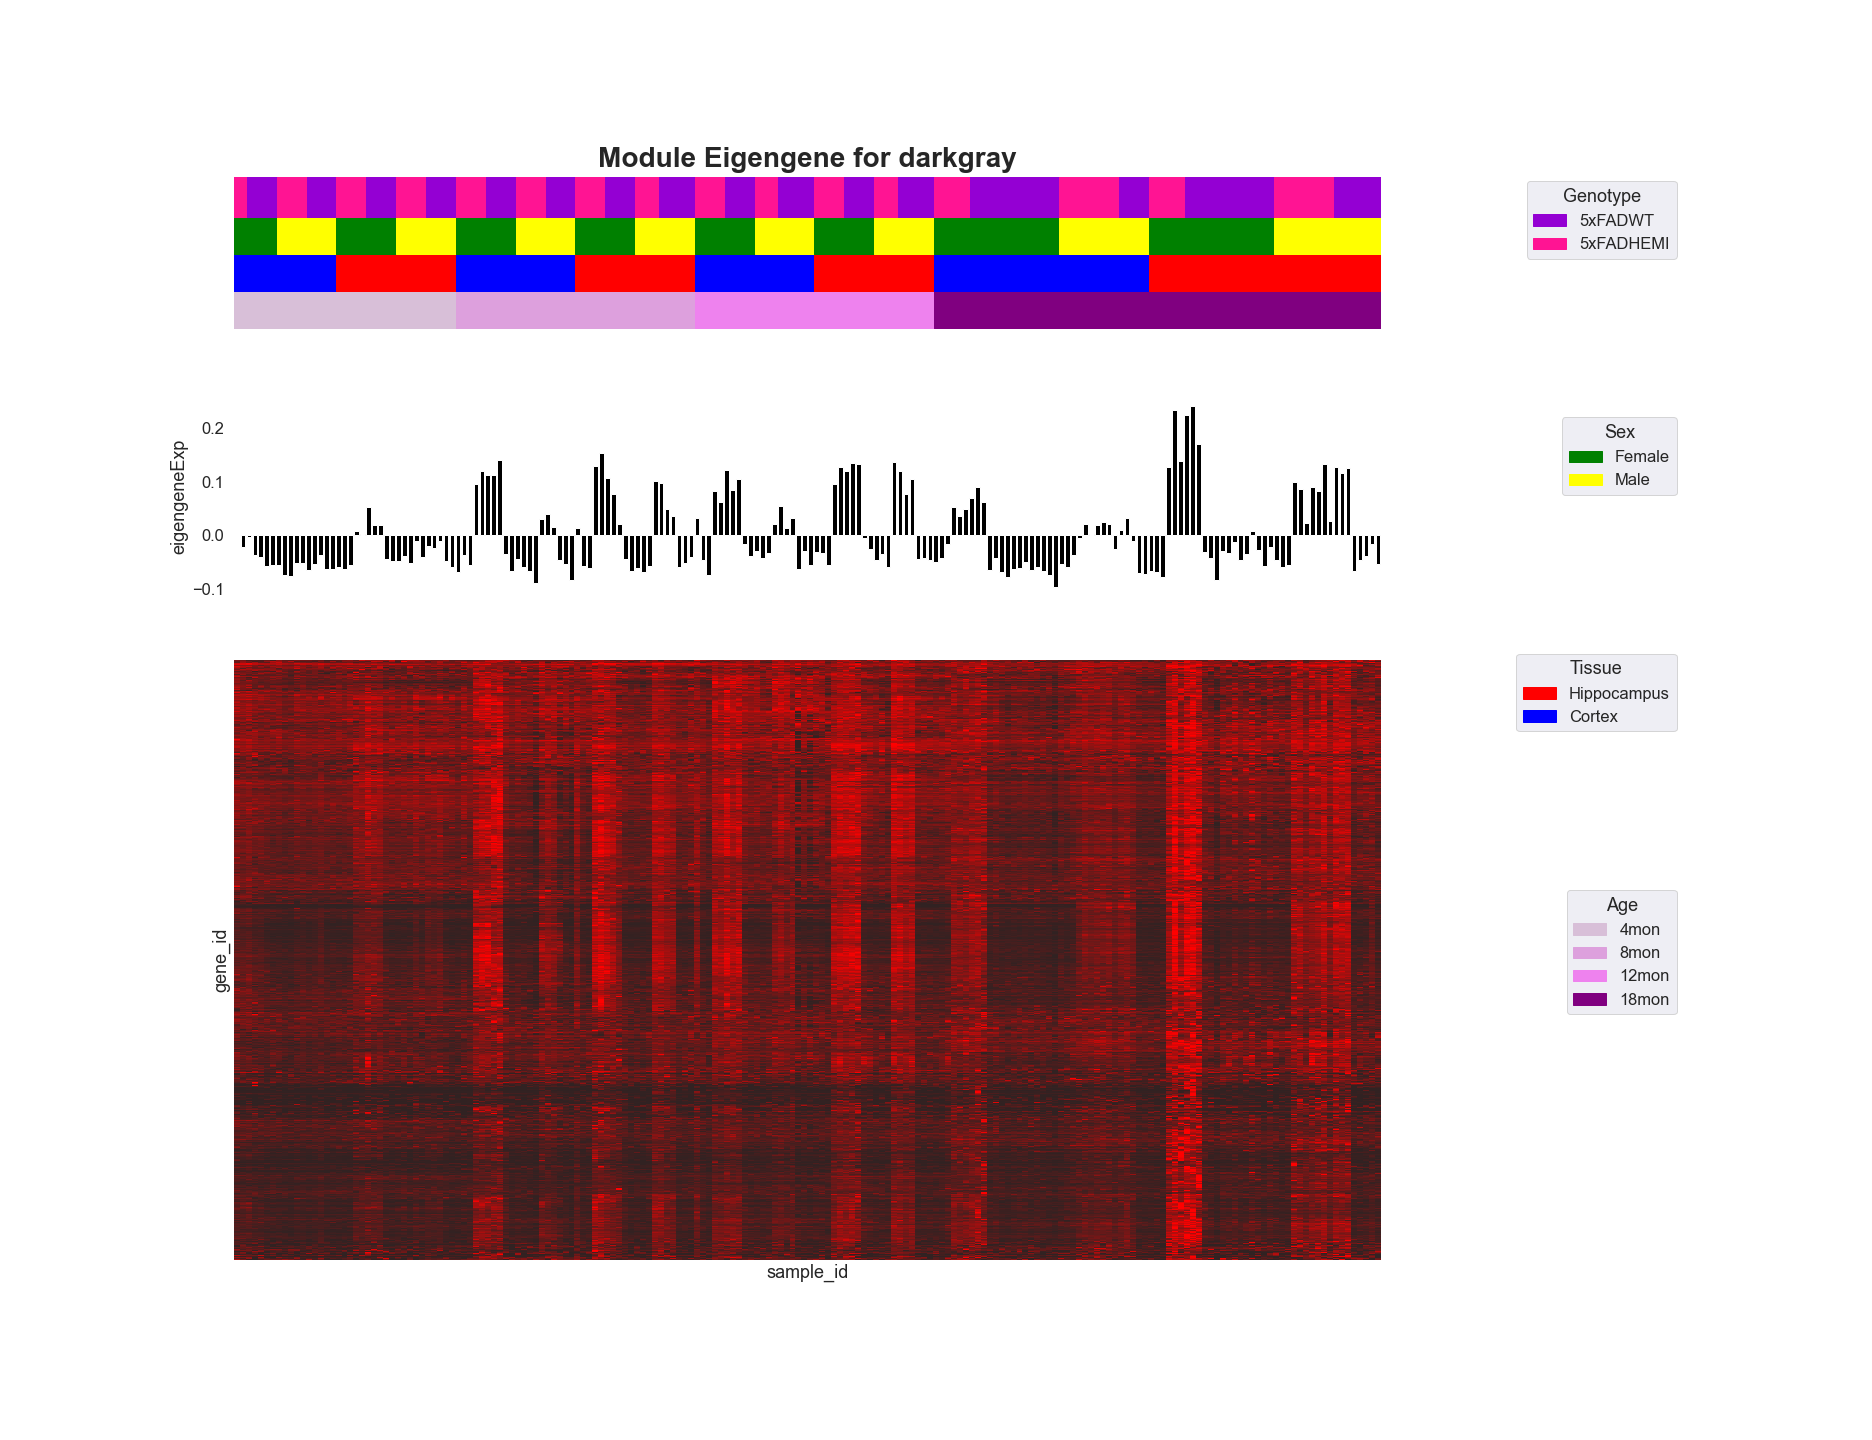 Module Eigengene for darkgray
Genotype
5xFADWT
5xFADHEMI
0.2
0.1
0.0
−0.1
eigengeneExp
Sex
Female
Male
Tissue
Hippocampus
Cortex
gene_id
Age
4mon
8mon
12mon
18mon
sample_id